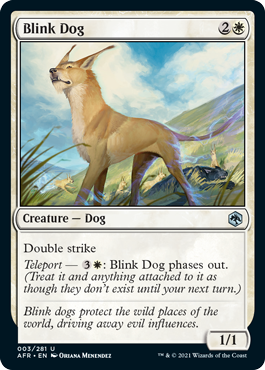 Blink Dog 2
Creature — Dog
Double strike
Teleport — 3: Blink Dog phases out.
(Treat it and anything attached to it as
though they don't exist until your next turn.)
Blink dogs protect the wild places of the
world, driving away evil influences.
1/1
003/281 U
AFR • EN Oriana Menendez ™ & © 2021 Wizards of the Coast